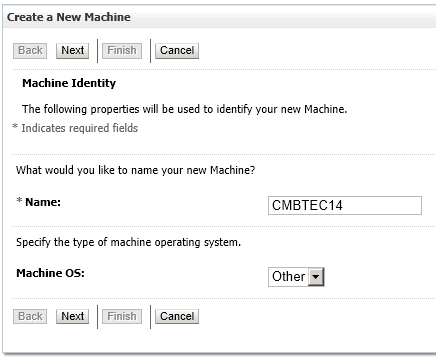 Create a New Machine
Back Next Finish Cancel
Machine Identity
The following properties will be used to identify your new Machine.
* Indicates required fields
What would you like to name your new Machine?
* Name: CMBTEC14
Specify the type of machine operating system.
Machine OS: Other
Back Next Finish Cancel